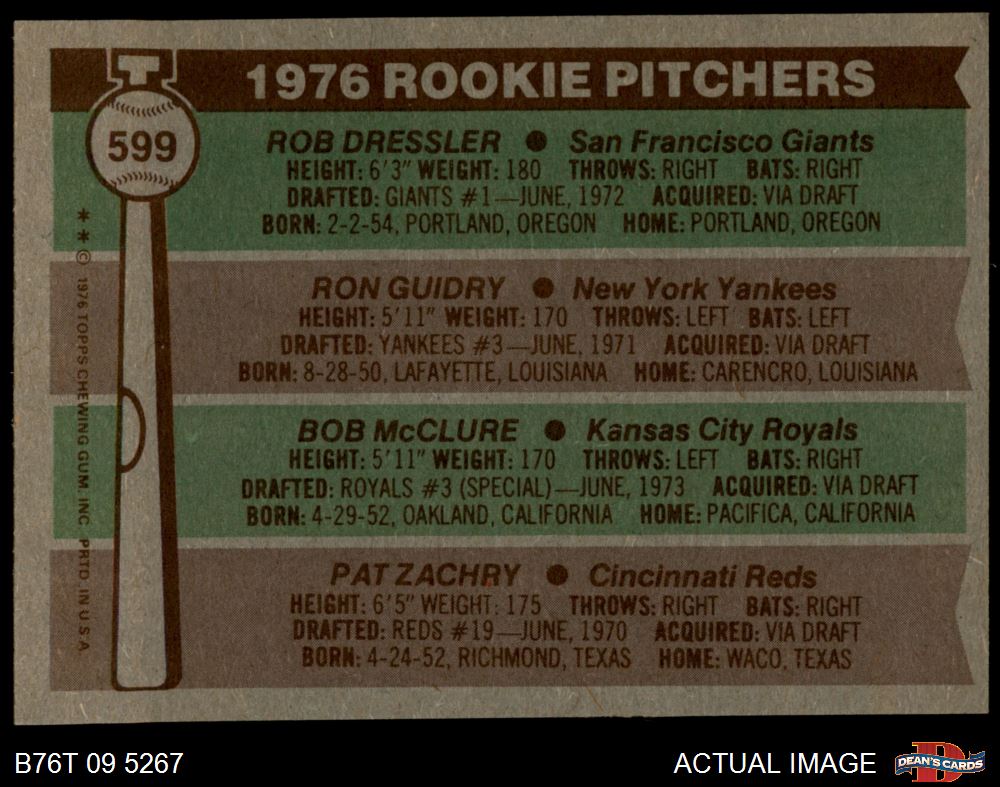 T
1976 ROOKIE PITCHERS
599
ROB DRESSLER ● San Francisco Giants
HEIGHT: 6'3" WEIGHT: 180 THROWS: RIGHT BATS: RIGHT
DRAFTED: GIANTS #1—JUNE, 1972 ACQUIRED: VIA DRAFT
BORN: 2-2-54, PORTLAND, OREGON HOME: PORTLAND, OREGON
RON GUIDRY ● New York Yankees
HEIGHT: 5'11" WEIGHT: 170 THROWS: LEFT BATS: LEFT
DRAFTED: YANKEES #3—JUNE, 1971 ACQUIRED: VIA DRAFT
BORN: 8-28-50, LAFAYETTE, LOUISIANA HOME: CARENCRO, LOUISIANA
BOB McCLURE ● Kansas City Royals
HEIGHT: 5'11" WEIGHT: 170 THROWS: LEFT BATS: RIGHT
DRAFTED: ROYALS #3 (SPECIAL)—JUNE, 1973 ACQUIRED: VIA DRAFT
BORN: 4-29-52, OAKLAND, CALIFORNIA HOME: PACIFICA, CALIFORNIA
PAT ZACHRY ● Cincinnati Reds
HEIGHT: 6'5" WEIGHT: 175 THROWS: RIGHT BATS: RIGHT
DRAFTED: REDS #19—JUNE, 1970 ACQUIRED: VIA DRAFT
BORN: 4-24-52, RICHMOND, TEXAS HOME: WACO, TEXAS
* * © 1976 TOPPS CHEWING GUM, INC. PRTD. IN U.S.A.
B76T 09 5267
ACTUAL IMAGE
D
DEAN'S CARDS